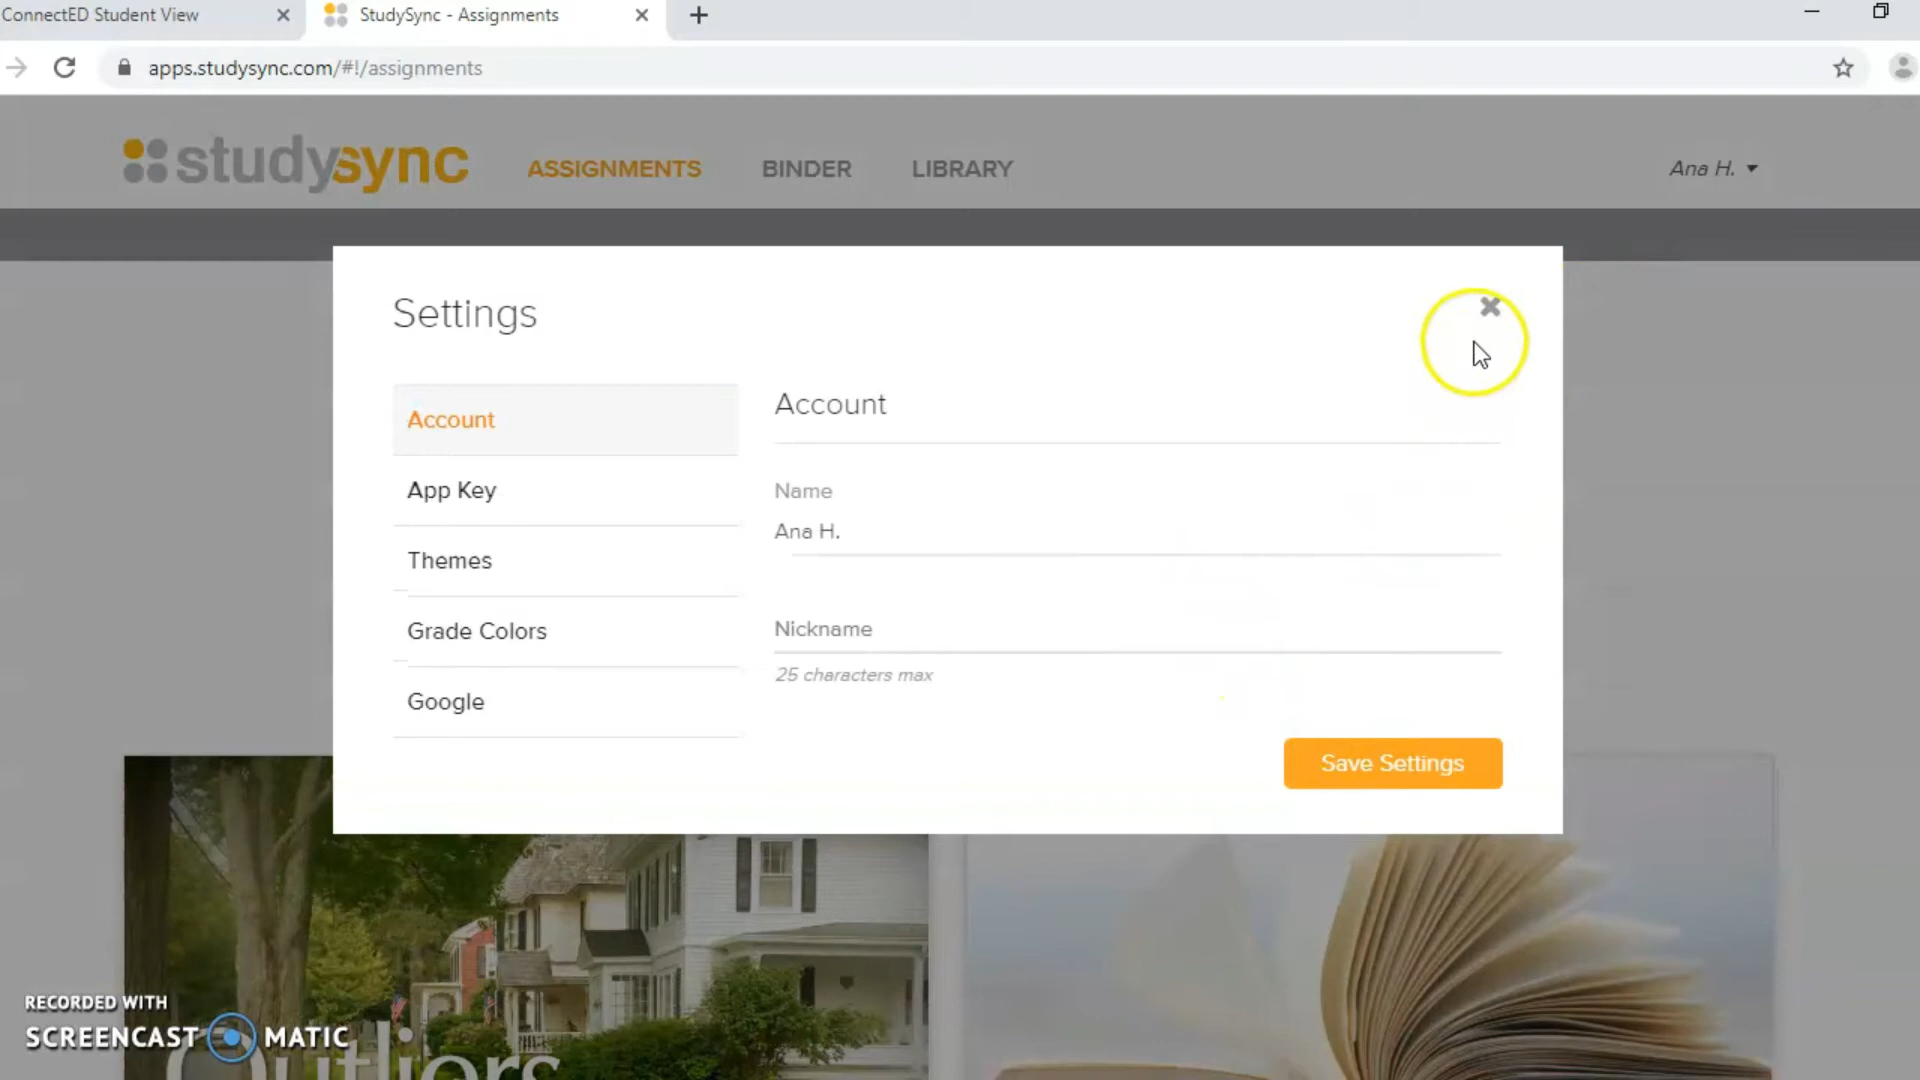 ConnectED Student View
StudySync - Assignments
apps.studysync.com/#!/assignments
studysync
ASSIGNMENTS
BINDER
LIBRARY
Ana H.
Settings
Account
App Key
Themes
Grade Colors
Google
Account
Name
Ana H.
Nickname
25 characters max
Save Settings
RECORDED WITH
SCREENCAST MATIC
Outliers